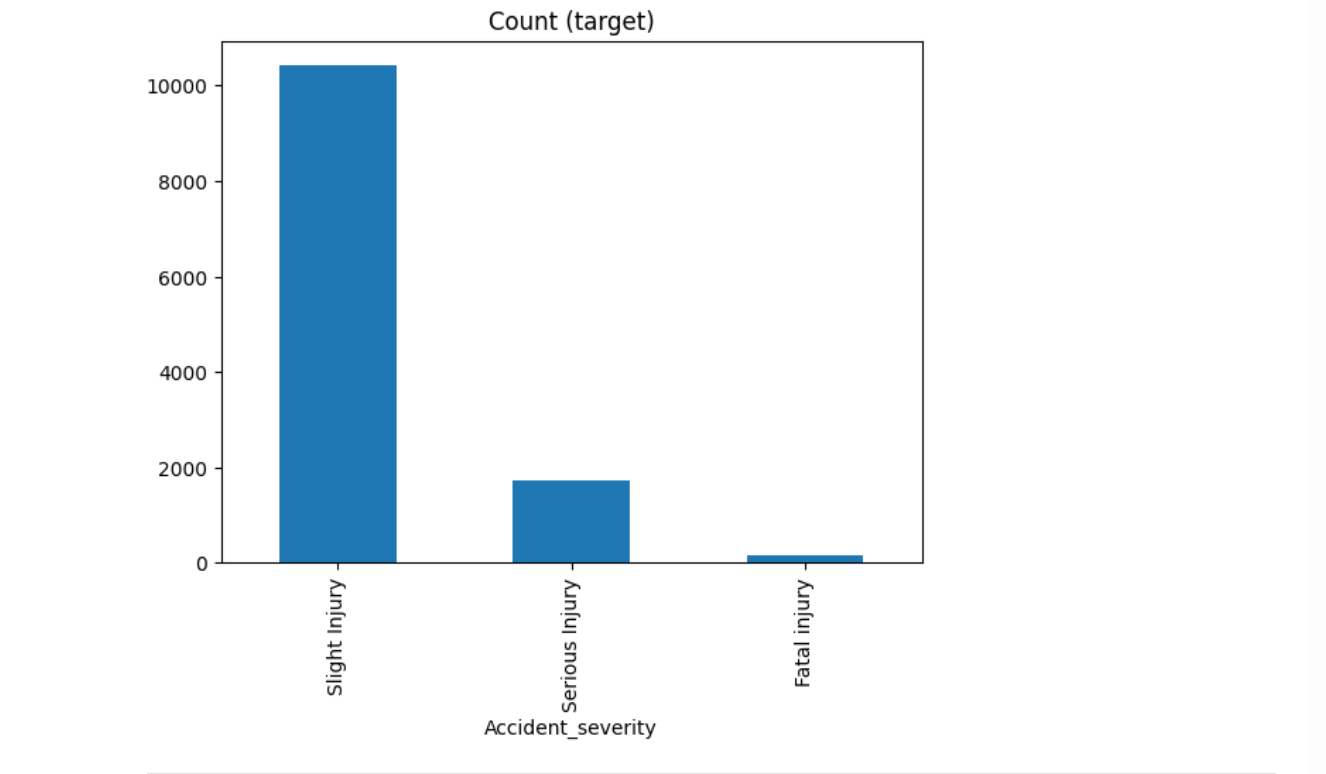 Count (target)
10000
8000
6000
4000
2000
0
Slight Injury
Serious Injury
Fatal injury
Accident_severity